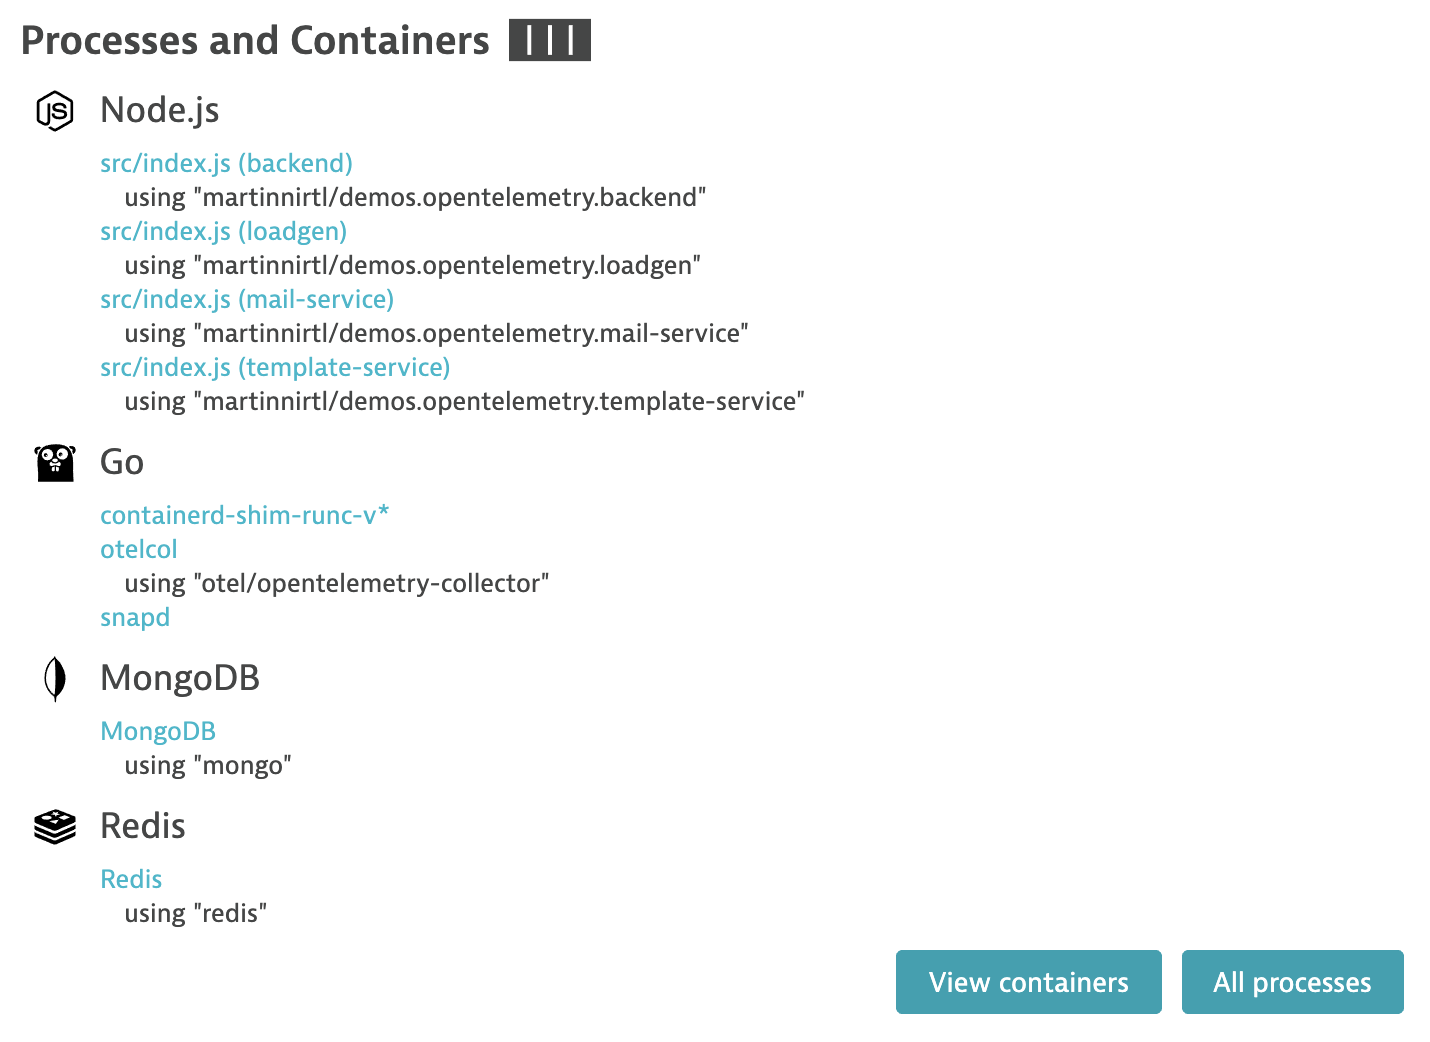 Processes and Containers
JS
Node.js
src/index.js (backend)
using "martinnirtl/demos.opentelemetry.backend"
src/index.js (loadgen)
using "martinnirtl/demos.opentelemetry.loadgen"
src/index.js (mail-service)
using "martinnirtl/demos.opentelemetry.mail-service"
src/index.js (template-service)
using "martinnirtl/demos.opentelemetry.template-service"
Go
containerd-shim-runc-v*
otelcol
using "otel/opentelemetry-collector"
snapd
MongoDB
MongoDB
using "mongo"
Redis
Redis
using "redis"
View containers All processes